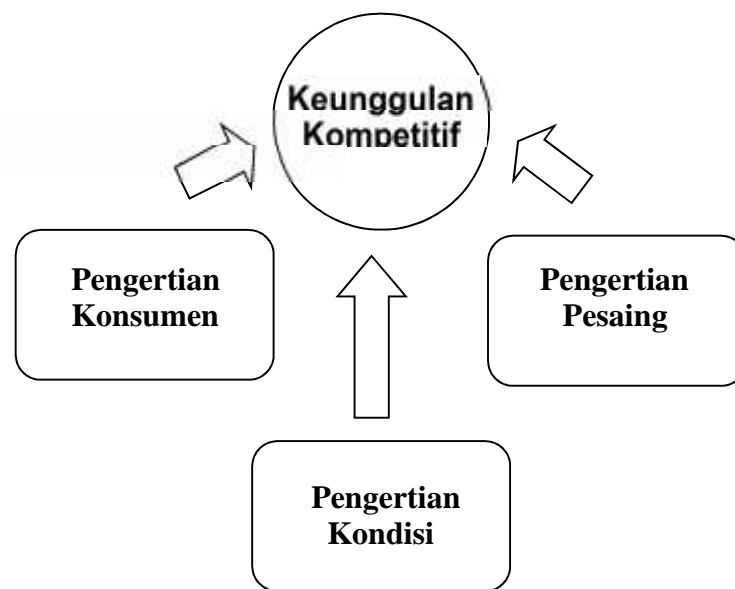 Keunggulan
Kompetitif
Pengertian
Konsumen
Pengertian
Pesaing
Pengertian
Kondisi